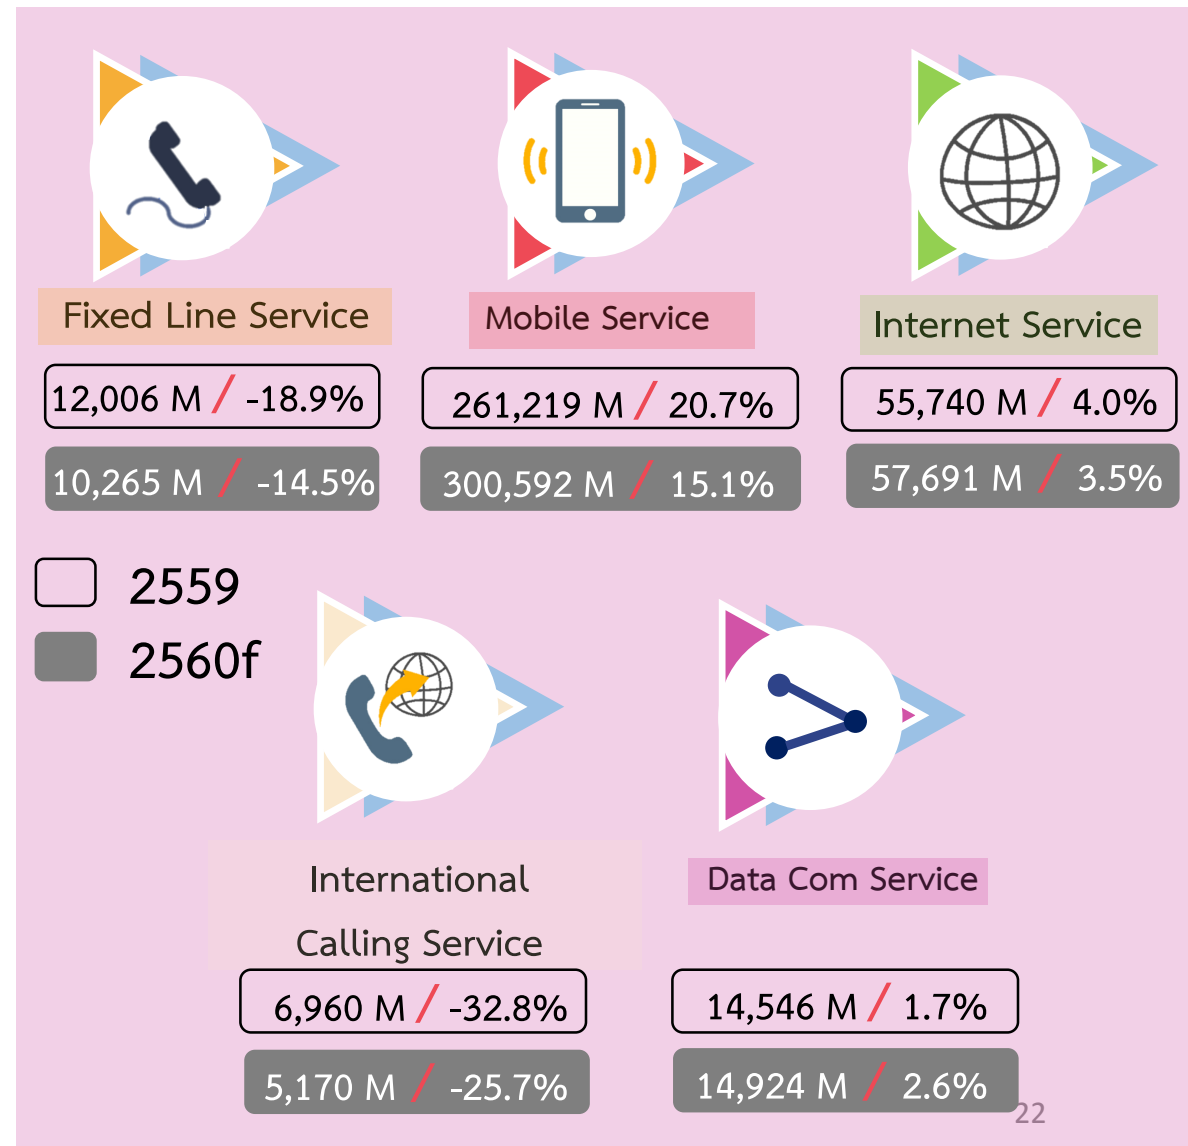 Fixed Line Service
12,006 M / -18.9%
10,265 M / -14.5%
Mobile Service
261,219 M / 20.7%
300,592 M / 15.1%
Internet Service
55,740 M / 4.0%
57,691 M / 3.5%
2559
2560f
International
Calling Service
6,960 M / -32.8%
5,170 M / -25.7%
Data Com Service
14,546 M / 1.7%
14,924 M / 2.6%
22